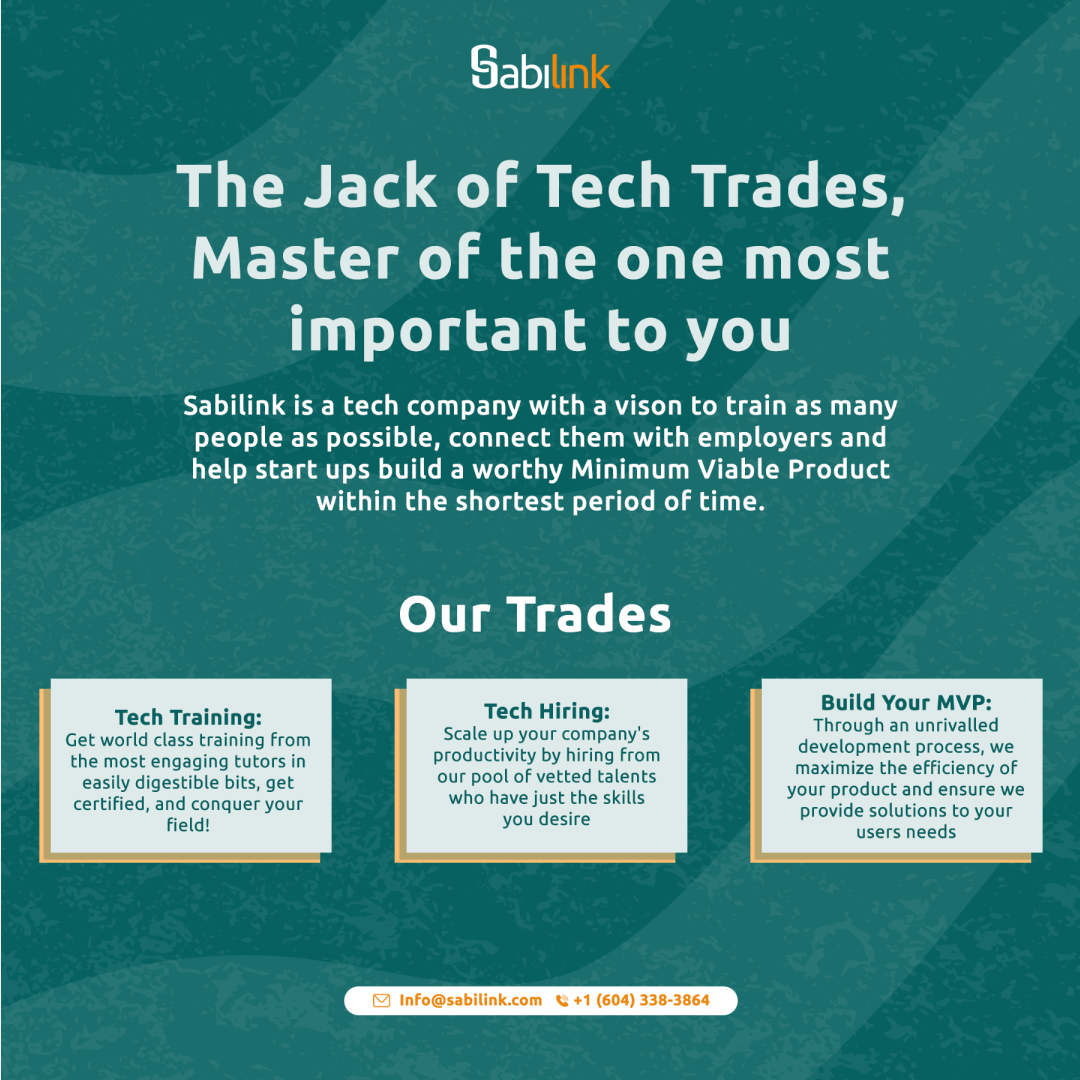 Sabilink
The Jack of Tech Trades,
Master of the one most
important to you
Sabilink is a tech company with a vison to train as many
people as possible, connect them with employers and
help start ups build a worthy Minimum Viable Product
within the shortest period of time.
Our Trades
Tech Training:
Get world class training from
the most engaging tutors in
easily digestible bits, get
certified, and conquer your
field!
Tech Hiring:
Scale up your company's
productivity by hiring from
our pool of vetted talents
who have just the skills
you desire
Build Your MVP:
Through an unrivalled
development process, we
maximize the efficiency of
your product and ensure we
provide solutions to your
users needs
Info@sabilink.com +1 (604) 338-3864